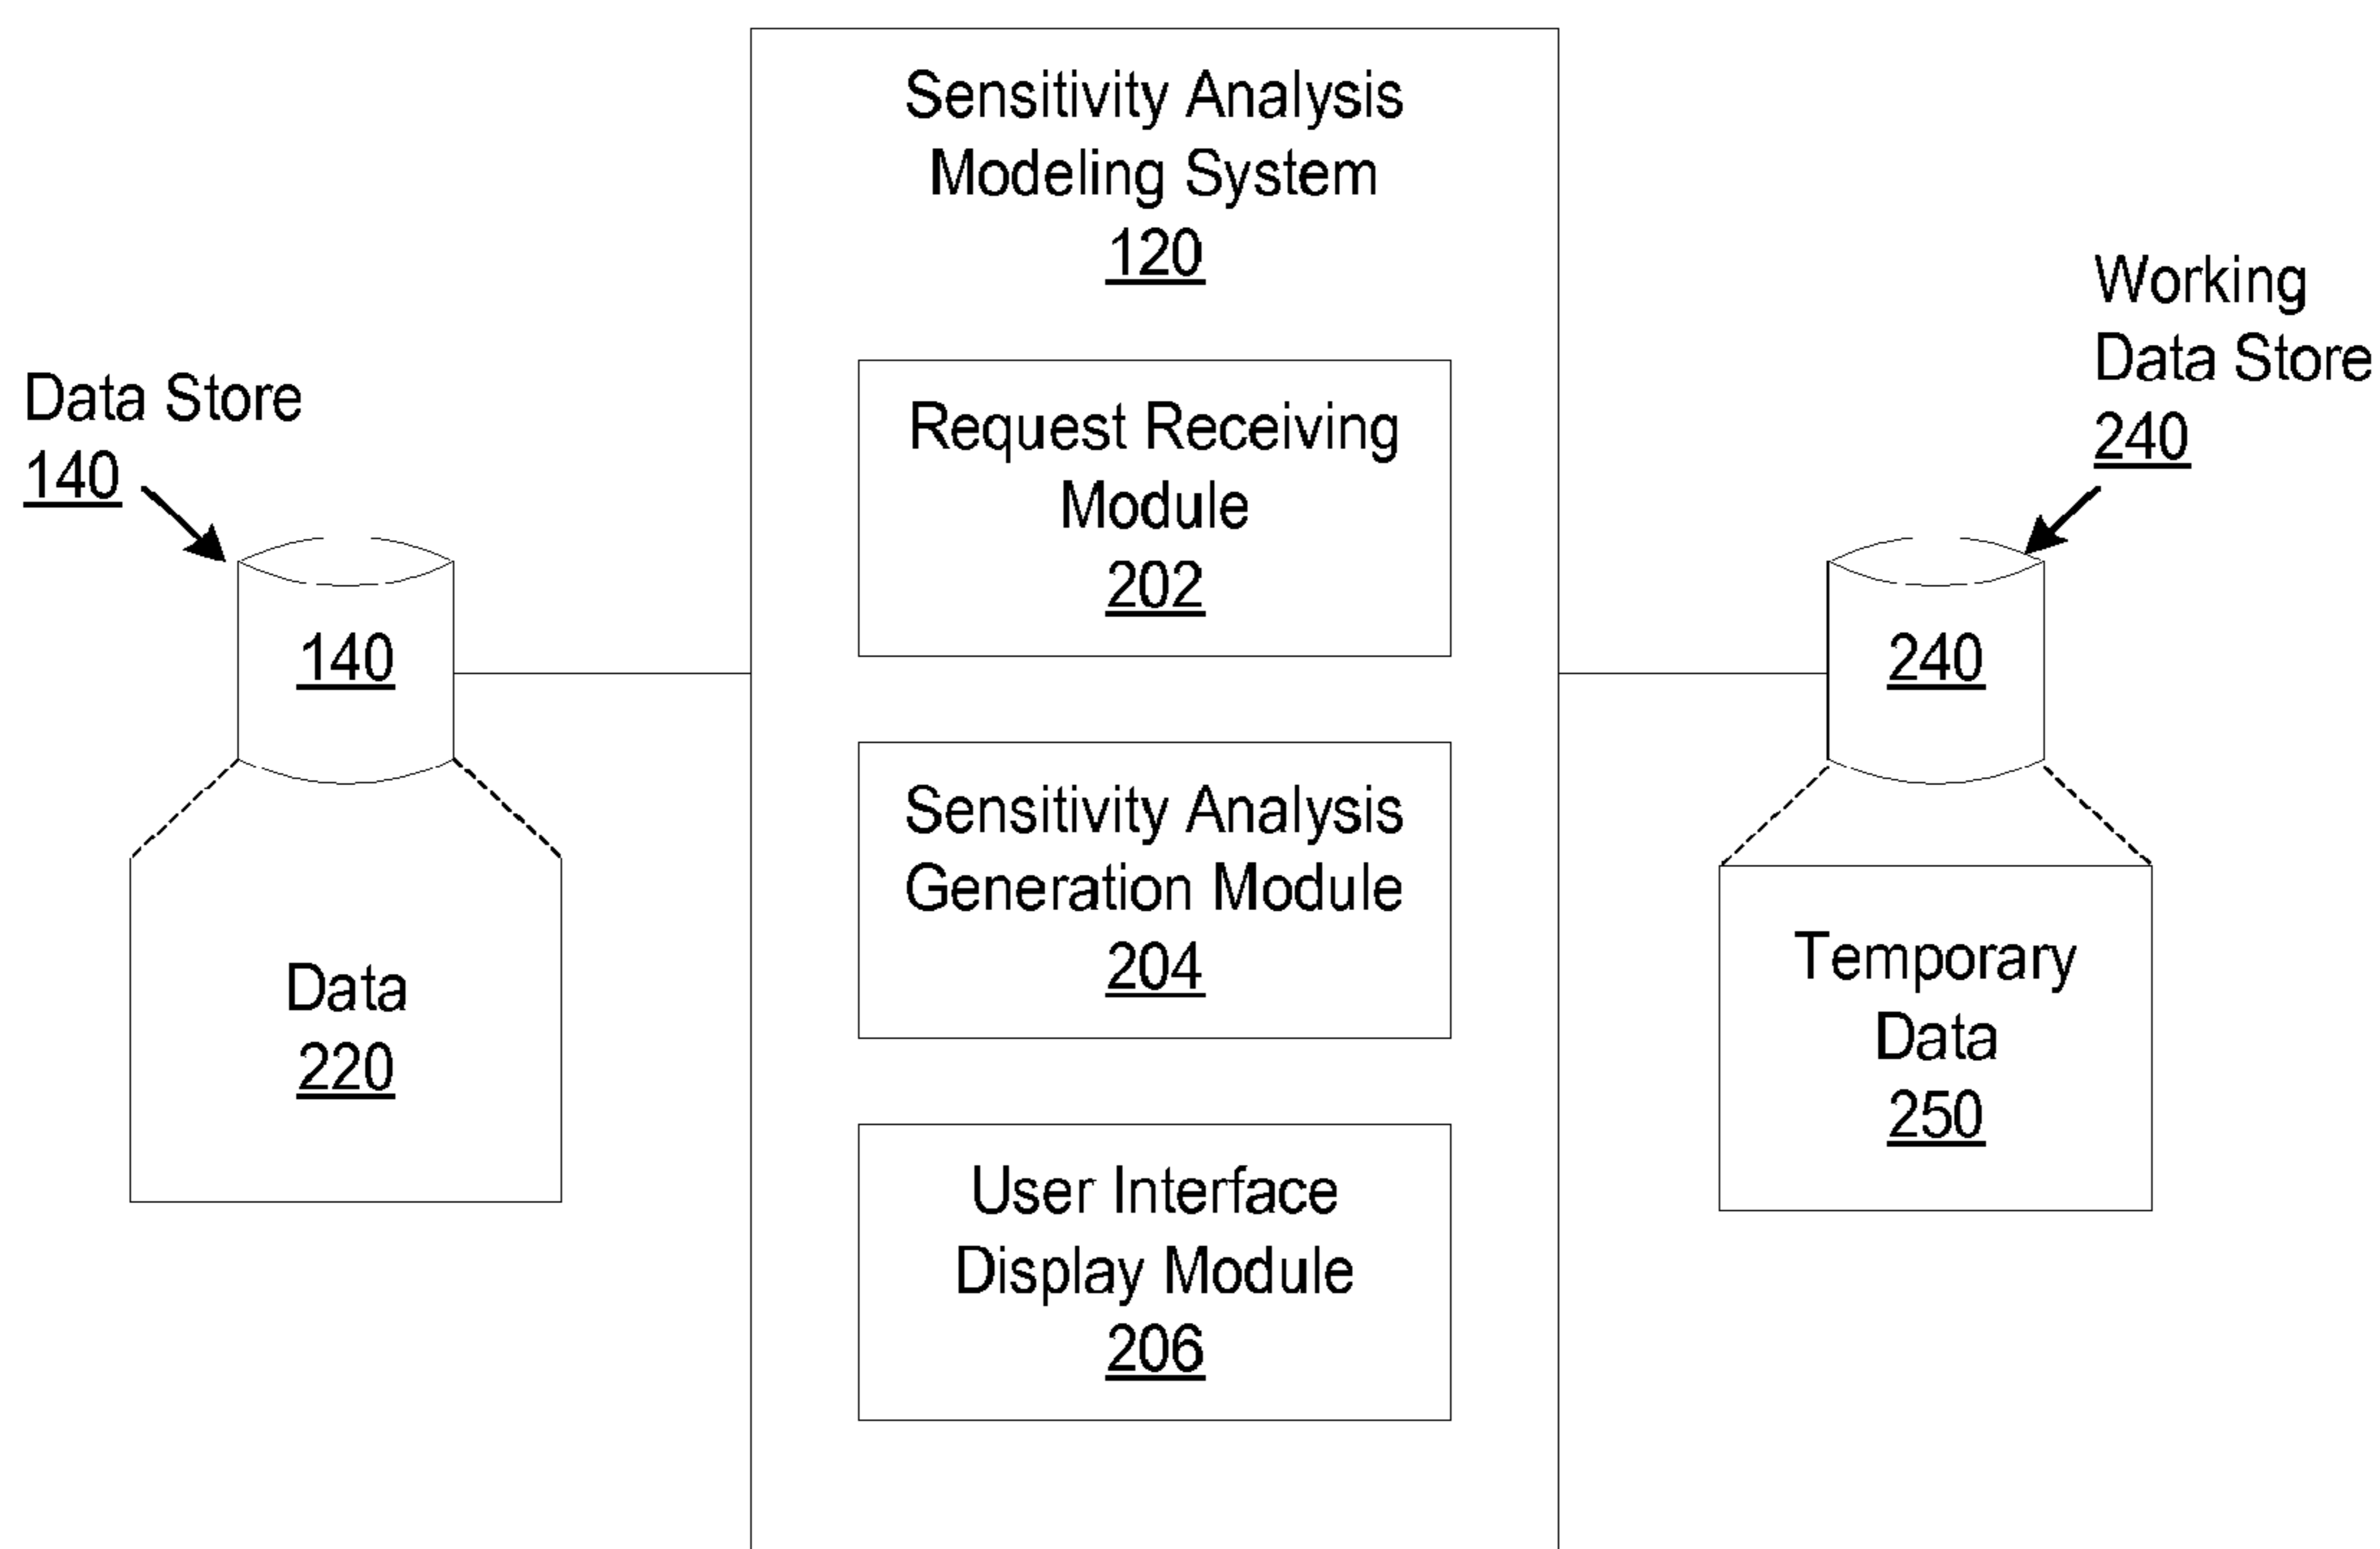 Sensitivity Analysis
Modeling System
120
Data Store
140
140
Data
220
Request Receiving
Module
202
Sensitivity Analysis
Generation Module
204
User Interface
Display Module
206
Working
Data Store
240
240
Temporary
Data
250